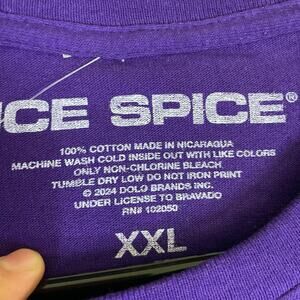 ICE SPICE®
100% COTTON MADE IN NICARAGUA
MACHINE WASH COLD INSIDE OUT WITH LIKE COLORS
ONLY NON-CHLORINE BLEACH
TUMBLE DRY LOW DO NOT IRON PRINT
© 2024 DOLO BRANDS INC.
UNDER LICENSE TO BRAVADO
RN# 102050
XXL